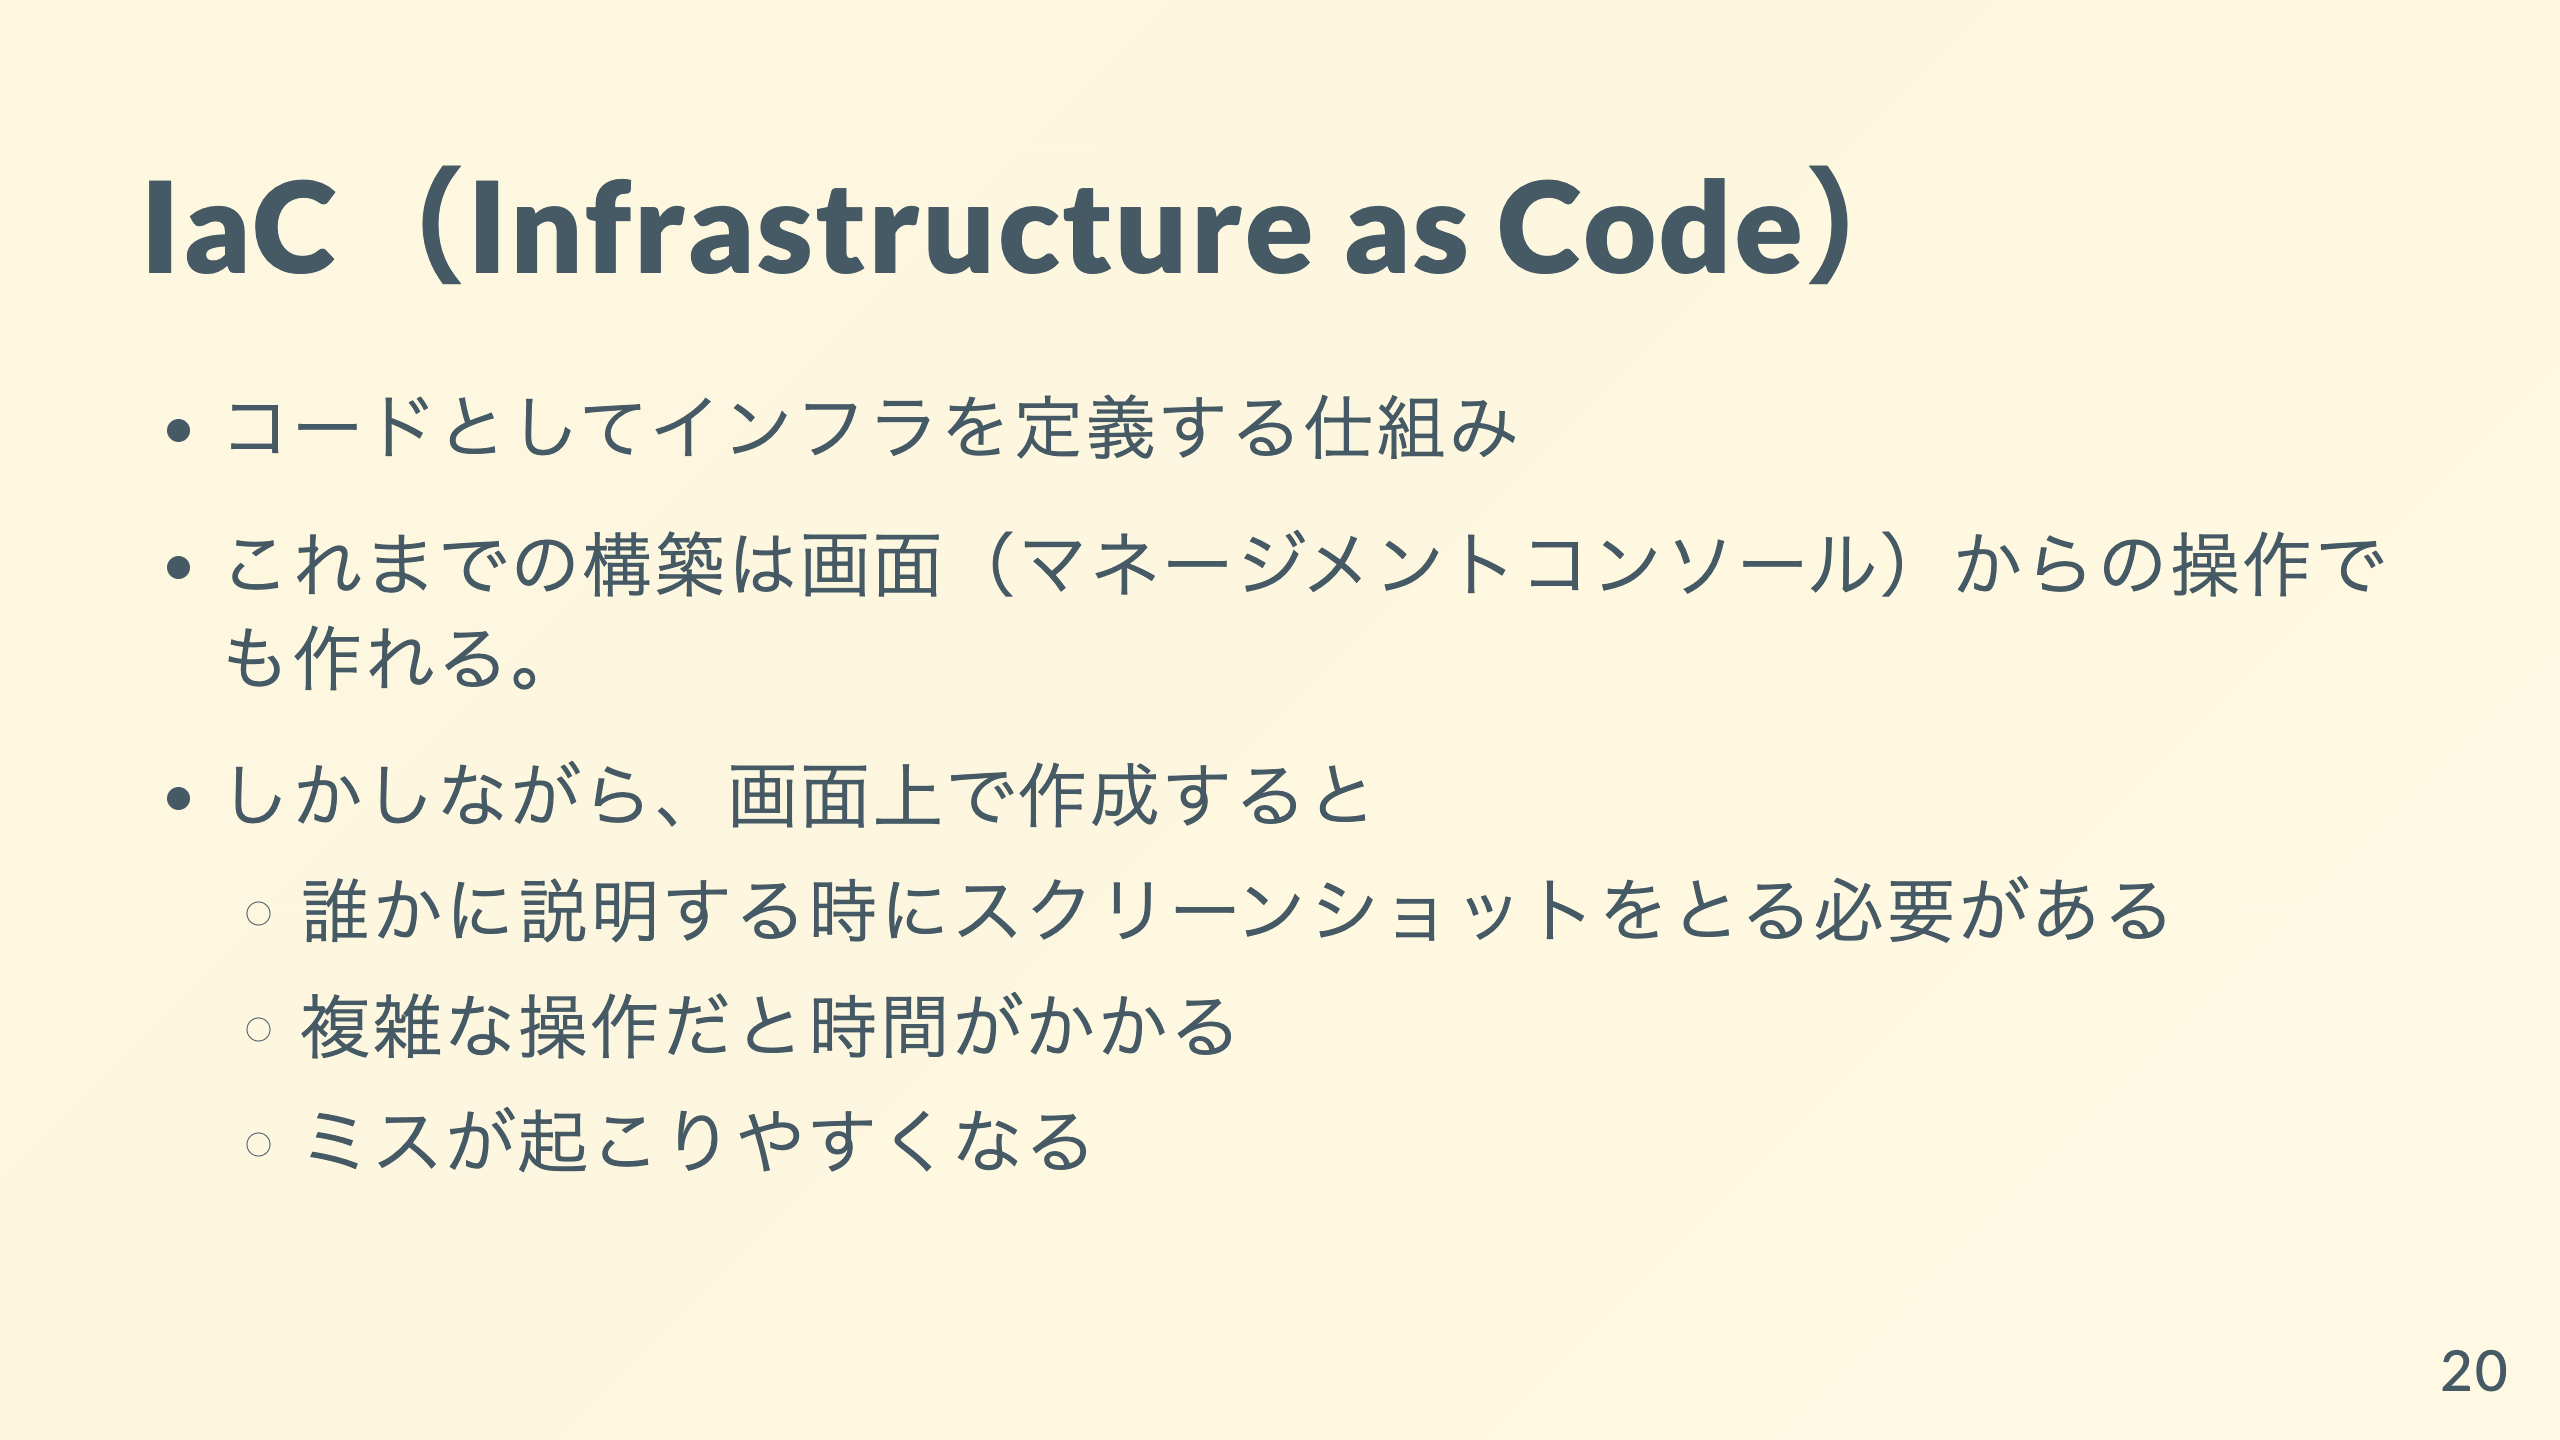 IaC（Infrastructure as Code）
• コードとしてインフラを定義する仕組み
• これまでの構築は画面（マネージメントコンソール）からの操作で
も作れる。
• しかしながら、画面上で作成すると
○ 誰かに説明する時にスクリーンショットをとる必要がある
○ 複雑な操作だと時間がかかる
○ ミスが起こりやすくなる
20